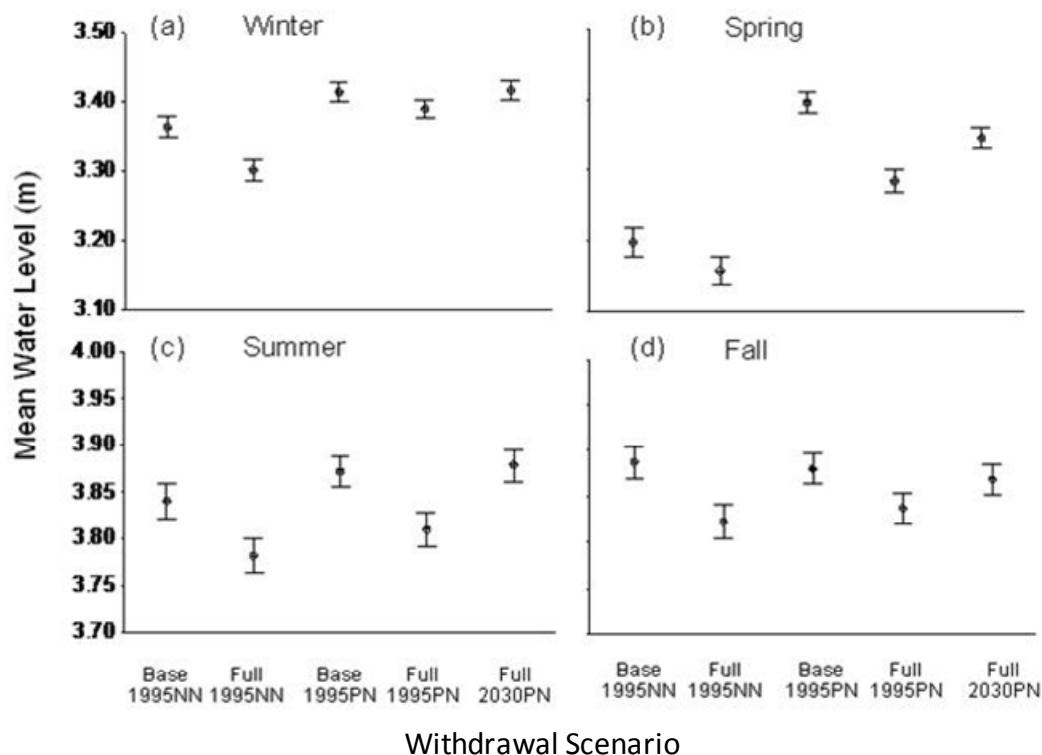 (a) Winter
(b) Spring
3.50
3.40
3.30
3.20
3.10
(c) Summer
(d) Fall
4.00
3.95
3.90
3.85
3.80
3.75
3.70
Mean Water Level (m)
Base Full Base Full Full
1995NN 1995NN 1995PN 1995PN 2030PN
Base Full Base Full Full
1995NN 1995NN 1995PN 1995PN 2030PN
Withdrawal Scenario